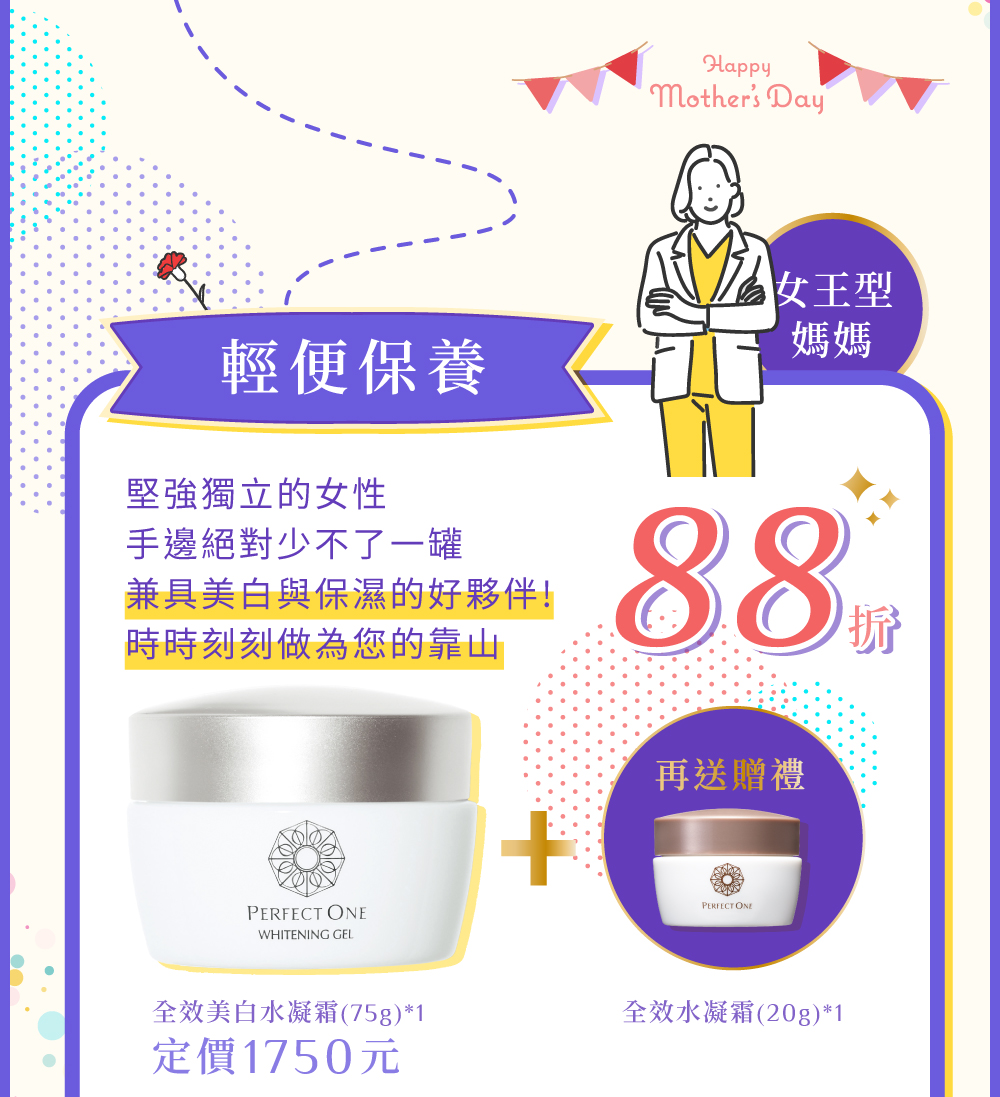 Happy
Mother's Day
女王型
媽媽
輕便保養
堅強獨立的女性
手邊絕對少不了一罐
兼具美白與保濕的好夥伴!
時時刻刻做為您的靠山
88折
再送贈禮
PERFECT ONE
WHITENING GEL
PERFECT ONE
全效美白水凝霜(75g)*1
定價1750元
全效水凝霜(20g)*1